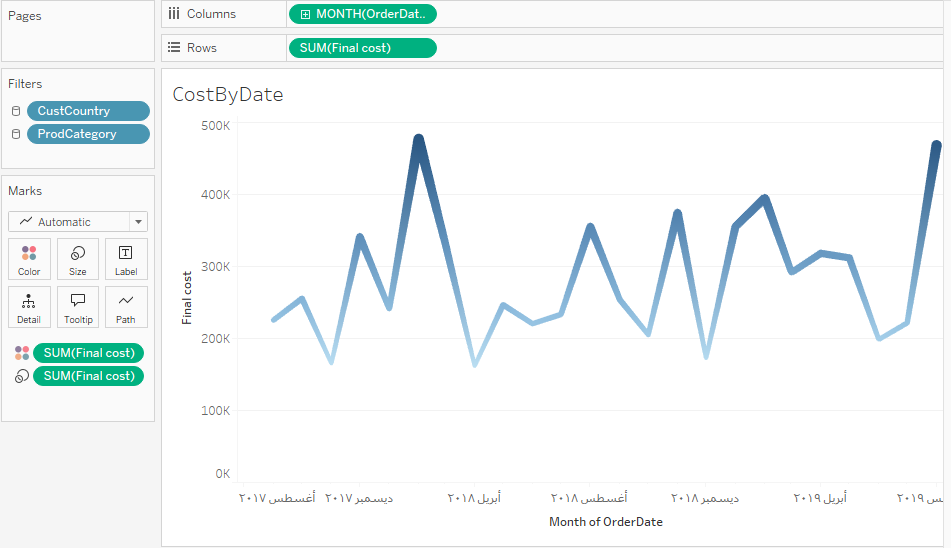 Pages
Columns
MONTH(OrderDat..
Rows
SUM(Final cost)
Filters
CustCountry
ProdCategory
Marks
Automatic
Color
Size
Label
Detail
Tooltip
Path
SUM(Final cost)
SUM(Final cost)
CostByDate
500K
400K
300K
200K
100K
0K
Final cost
أغسطس ٢٠١٧
ديسمبر ٢٠١٧
أبريل ٢٠١٨
أغسطس ٢٠١٨
ديسمبر ٢٠١٨
أبريل ٢٠١٩
٢٠١٩
Month of OrderDate